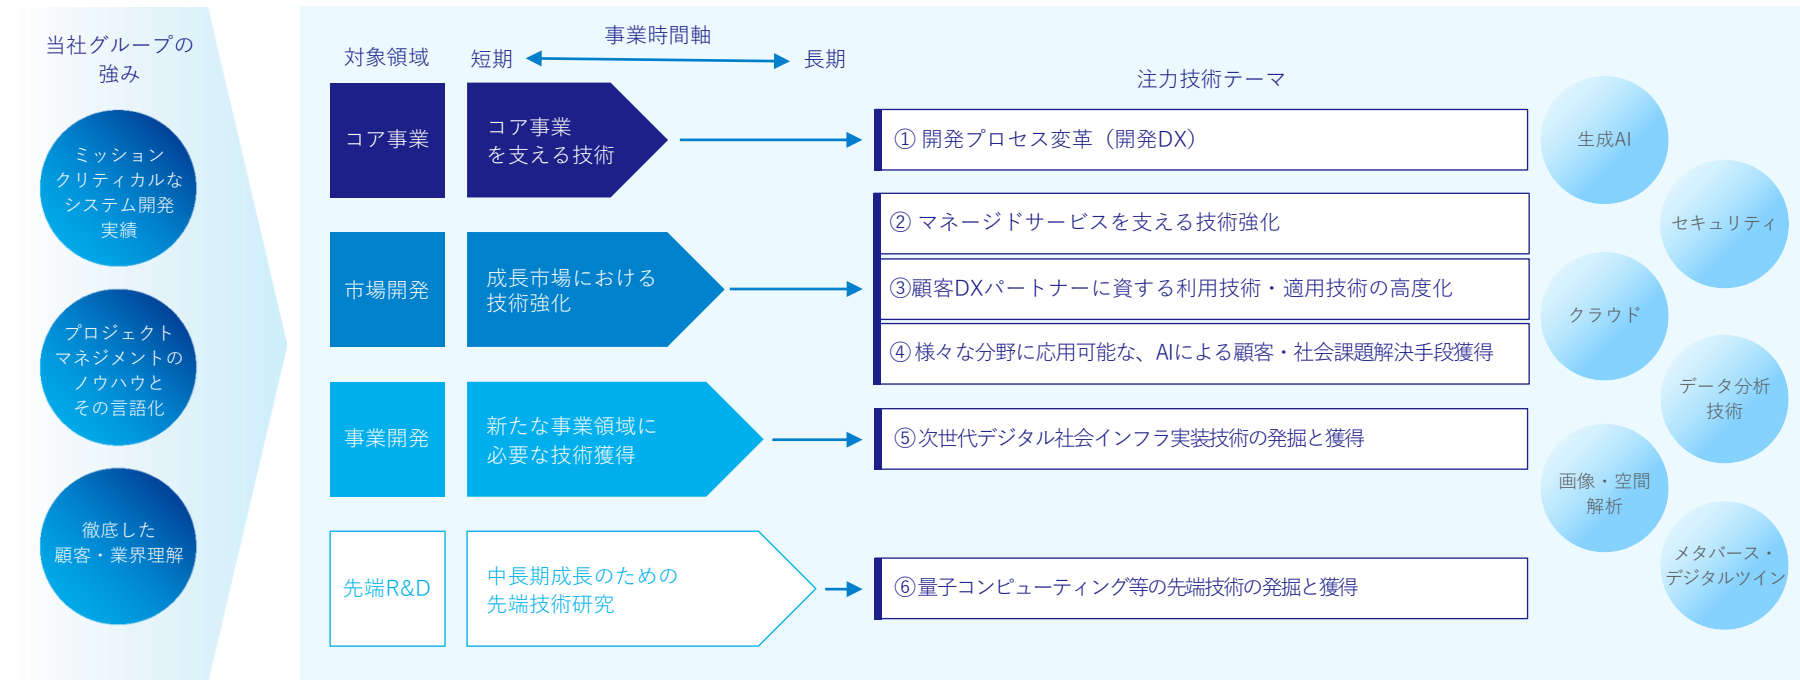 当社グループの
強み
ミッション
クリティカルな
システム開発
実績
プロジェクト
マネジメントの
ノウハウと
その言語化
徹底した
顧客・業界理解
対象領域
事業時間軸
短期
長期
注力技術テーマ
コア事業
コア事業
を支える技術
① 開発プロセス変革（開発DX）
市場開発
成長市場における
技術強化
② マネージドサービスを支える技術強化
③顧客DXパートナーに資する利用技術・適用技術の高度化
④ 様々な分野に応用可能な、AIによる顧客・社会課題解決手段獲得
事業開発
新たな事業領域に
必要な技術獲得
⑤ 次世代デジタル社会インフラ実装技術の発掘と獲得
先端R&D
中長期成長のための
先端技術研究
⑥ 量子コンピューティング等の先端技術の発掘と獲得
生成AI
セキュリティ
クラウド
データ分析
技術
画像・空間
解析
メタバース・
デジタルツイン